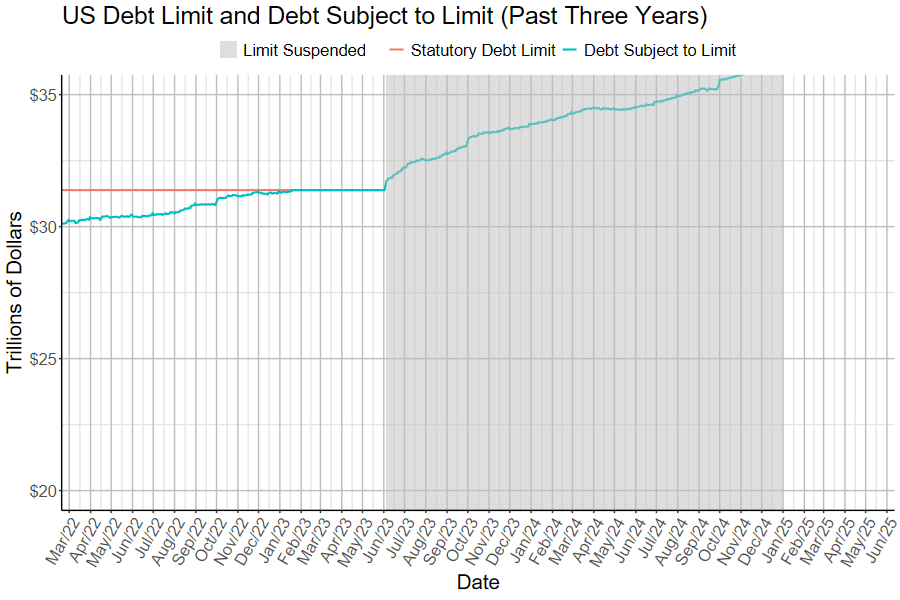 US Debt Limit and Debt Subject to Limit (Past Three Years)
Limit Suspended Statutory Debt Limit Debt Subject to Limit
Trillions of Dollars
$35
$30
$25
$20
Mar/22 Apr/22 May/22 Jun/22 Jul/22 Aug/22 Sep/22 Oct/22 Nov/22 Dec/22 Jan/23 Feb/23 Mar/23 Apr/23 May/23 Jun/23 Jul/23 Aug/23 Sep/23 Oct/23 Nov/23 Dec/23 Jan/24 Feb/24 Mar/24 Apr/24 May/24 Jun/24 Jul/24 Aug/24 Sep/24 Oct/24 Nov/24 Dec/24 Jan/25 Feb/25 Mar/25 Apr/25 May/25 Jun/25
Date